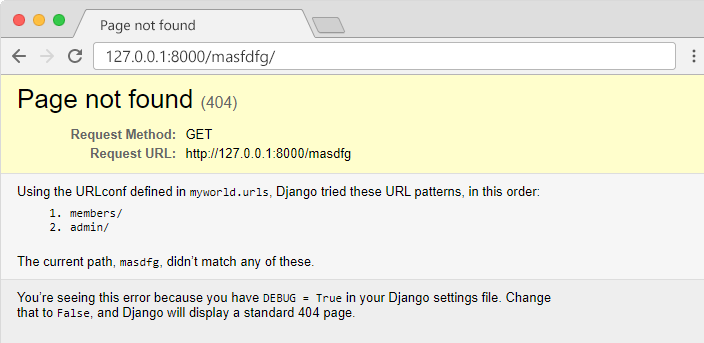 Page not found
127.0.0.1:8000/masfdfg/
Page not found (404)
Request Method: GET
Request URL: http://127.0.0.1:8000/masdfg
Using the URLconf defined in myworld.urls, Django tried these URL patterns, in this order:
1. members/
2. admin/
The current path, masdfg, didn't match any of these.
You're seeing this error because you have DEBUG = True in your Django settings file. Change
that to False, and Django will display a standard 404 page.